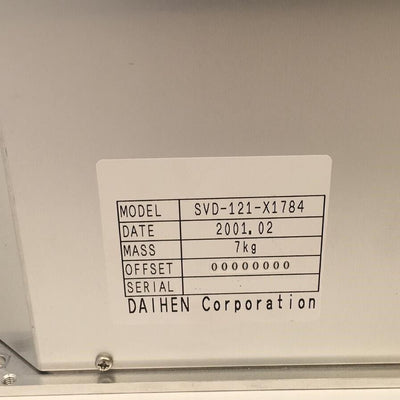 MODEL SVD-121-X1784
DATE 2001.02
MASS 7kg
OFFSET 00000000
SERIAL
DAIHEN Corporation